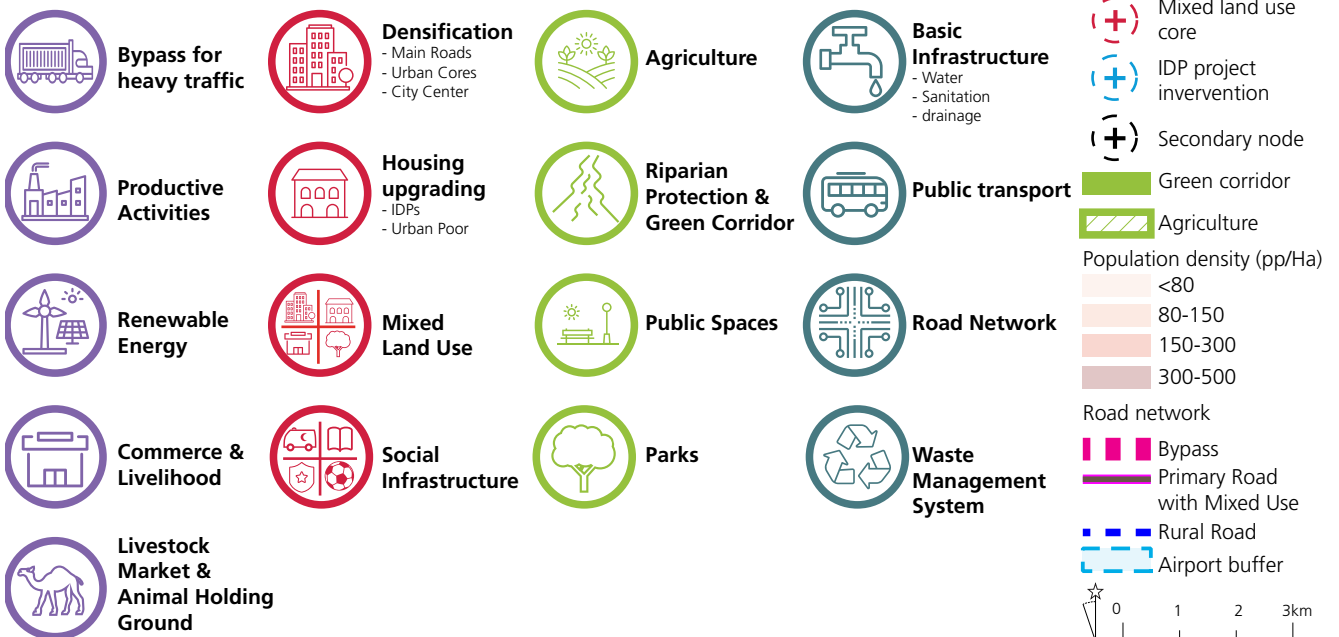 Bypass for
heavy traffic
Productive
Activities
Renewable
Energy
Commerce &
Livelihood
Livestock
Market &
Animal Holding
Ground
Densification
- Main Roads
- Urban Cores
- City Center
Housing
upgrading
- IDPs
- Urban Poor
Mixed
Land Use
Social
Infrastructure
Agriculture
Riparian
Protection &
Green Corridor
Public Spaces
Parks
Basic
Infrastructure
- Water
- Sanitation
- drainage
Public transport
Road Network
Waste
Management
System
Mixed land use
core
IDP project
invervention
Secondary node
Green corridor
Agriculture
Population density (pp/Ha)
<80
80-150
150-300
300-500
Road network
Bypass
Primary Road
with Mixed Use
Rural Road
Airport buffer
0 1 2 3km